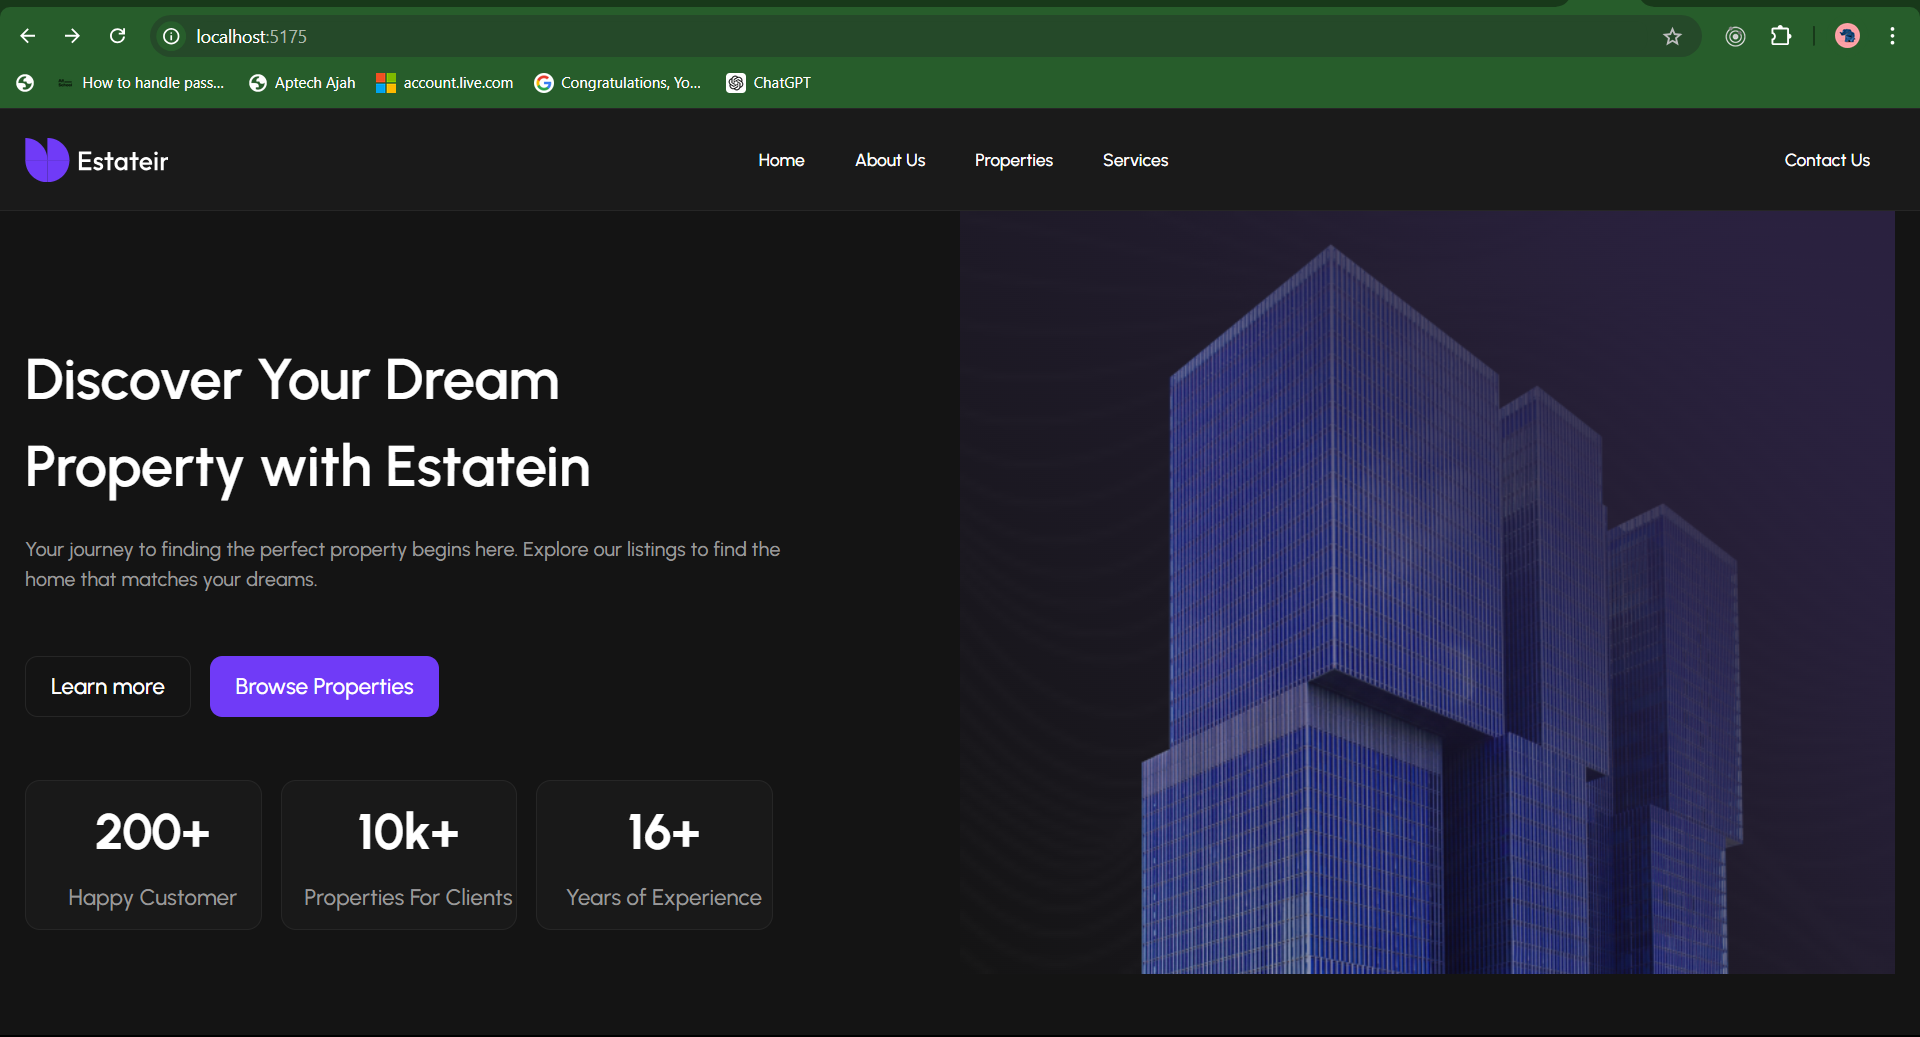 localhost:5175
How to handle pass... Aptech Ajah account.live.com Congratulations, Yo... ChatGPT
Estateir Home About Us Properties Services Contact Us
Discover Your Dream
Property with Estatein
Your journey to finding the perfect property begins here. Explore our listings to find the
home that matches your dreams.
Learn more Browse Properties
200+ 10k+ 16+
Happy Customer Properties For Clients Years of Experience